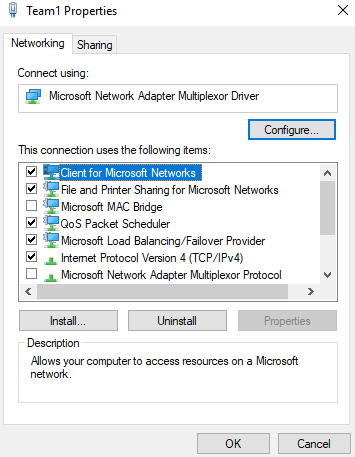 Team1 Properties
Networking
Sharing
Connect using:
Microsoft Network Adapter Multiplexor Driver
Configure...
This connection uses the following items:
Client for Microsoft Networks
File and Printer Sharing for Microsoft Networks
Microsoft MAC Bridge
QoS Packet Scheduler
Microsoft Load Balancing/Failover Provider
Internet Protocol Version 4 (TCP/IPv4)
Microsoft Network Adapter Multiplexor Protocol
Install...
Uninstall
Properties
Description
Allows your computer to access resources on a Microsoft
network.
OK
Cancel